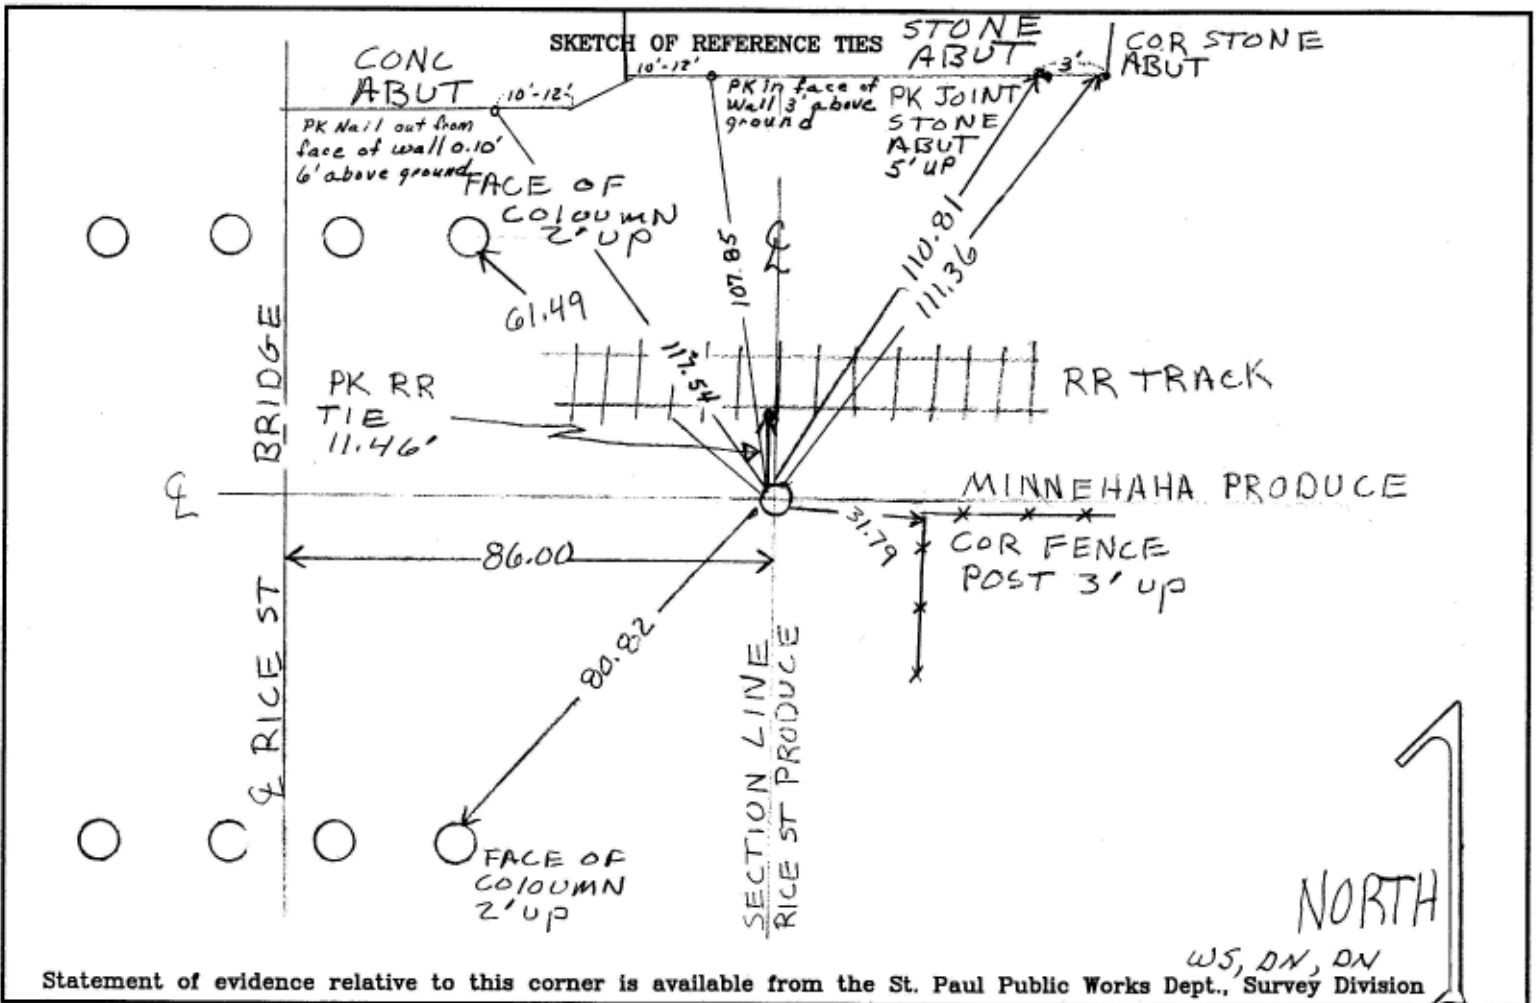 SKETCH OF REFERENCE TIES
CONC
ABUT
10'-12'
10'-12'
STONE
ABUT
3'
COR STONE
ABUT
PK Nail out from
face of wall 0.10'
6' above ground
PK in face of
Wall 3' above
ground
PK JOINT
STONE
ABUT
5' UP
FACE OF
COLOUMN
2' UP
61.49
107.85
℄
110.81
111.36
117.54
PK RR
TIE
11.46'
RR TRACK
BRIDGE
℄
MINNEHAHA PRODUCE
31.79
COR FENCE
POST 3' UP
86.00
80.82
℄ RICE ST
SECTION LINE
RICE ST PRODUCE
FACE OF
COLOUMN
2' UP
NORTH
WS, DN, DN
Statement of evidence relative to this corner is available from the St. Paul Public Works Dept., Survey Division